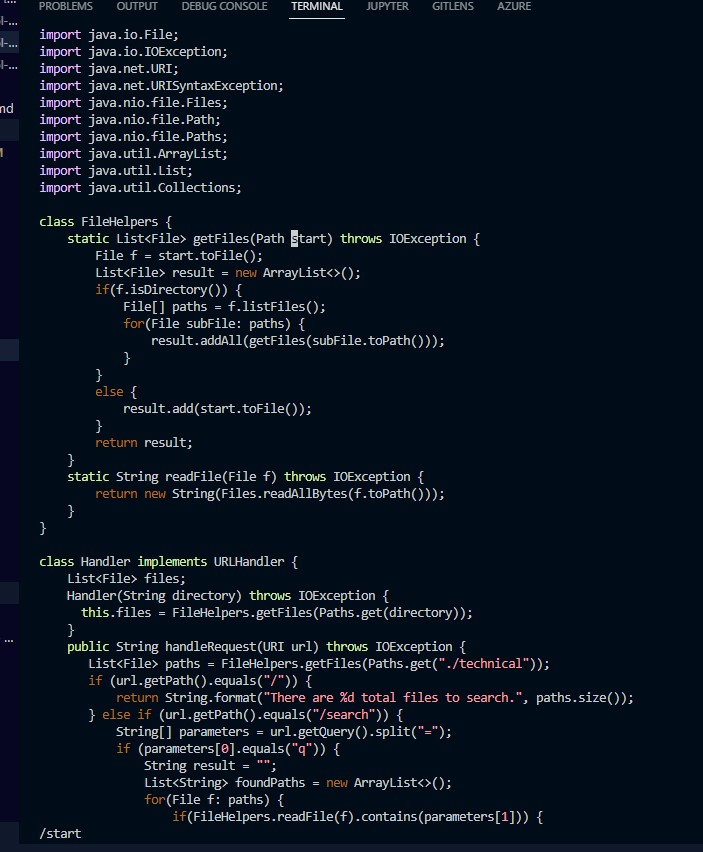 PROBLEMS OUTPUT DEBUG CONSOLE TERMINAL JUPYTER GITLENS AZURE
import java.io.File;
import java.io.IOException;
import java.net.URI;
import java.net.URISyntaxException;
import java.nio.file.Files;
import java.nio.file.Path;
import java.nio.file.Paths;
import java.util.ArrayList;
import java.util.List;
import java.util.Collections;

class FileHelpers {
    static List<File> getFiles(Path start) throws IOException {
        File f = start.toFile();
        List<File> result = new ArrayList<>();
        if(f.isDirectory()) {
            File[] paths = f.listFiles();
            for(File subFile: paths) {
                result.addAll(getFiles(subFile.toPath()));
            }
        }
        else {
            result.add(start.toFile());
        }
        return result;
    }
    static String readFile(File f) throws IOException {
        return new String(Files.readAllBytes(f.toPath()));
    }
}

class Handler implements URLHandler {
    List<File> files;
    Handler(String directory) throws IOException {
      this.files = FileHelpers.getFiles(Paths.get(directory));
    }
    public String handleRequest(URI url) throws IOException {
       List<File> paths = FileHelpers.getFiles(Paths.get("./technical"));
       if (url.getPath().equals("/")) {
           return String.format("There are %d total files to search.", paths.size());
       } else if (url.getPath().equals("/search")) {
           String[] parameters = url.getQuery().split("=");
           if (parameters[0].equals("q")) {
               String result = "";
               List<String> foundPaths = new ArrayList<>();
               for(File f: paths) {
                   if(FileHelpers.readFile(f).contains(parameters[1])) {
/start